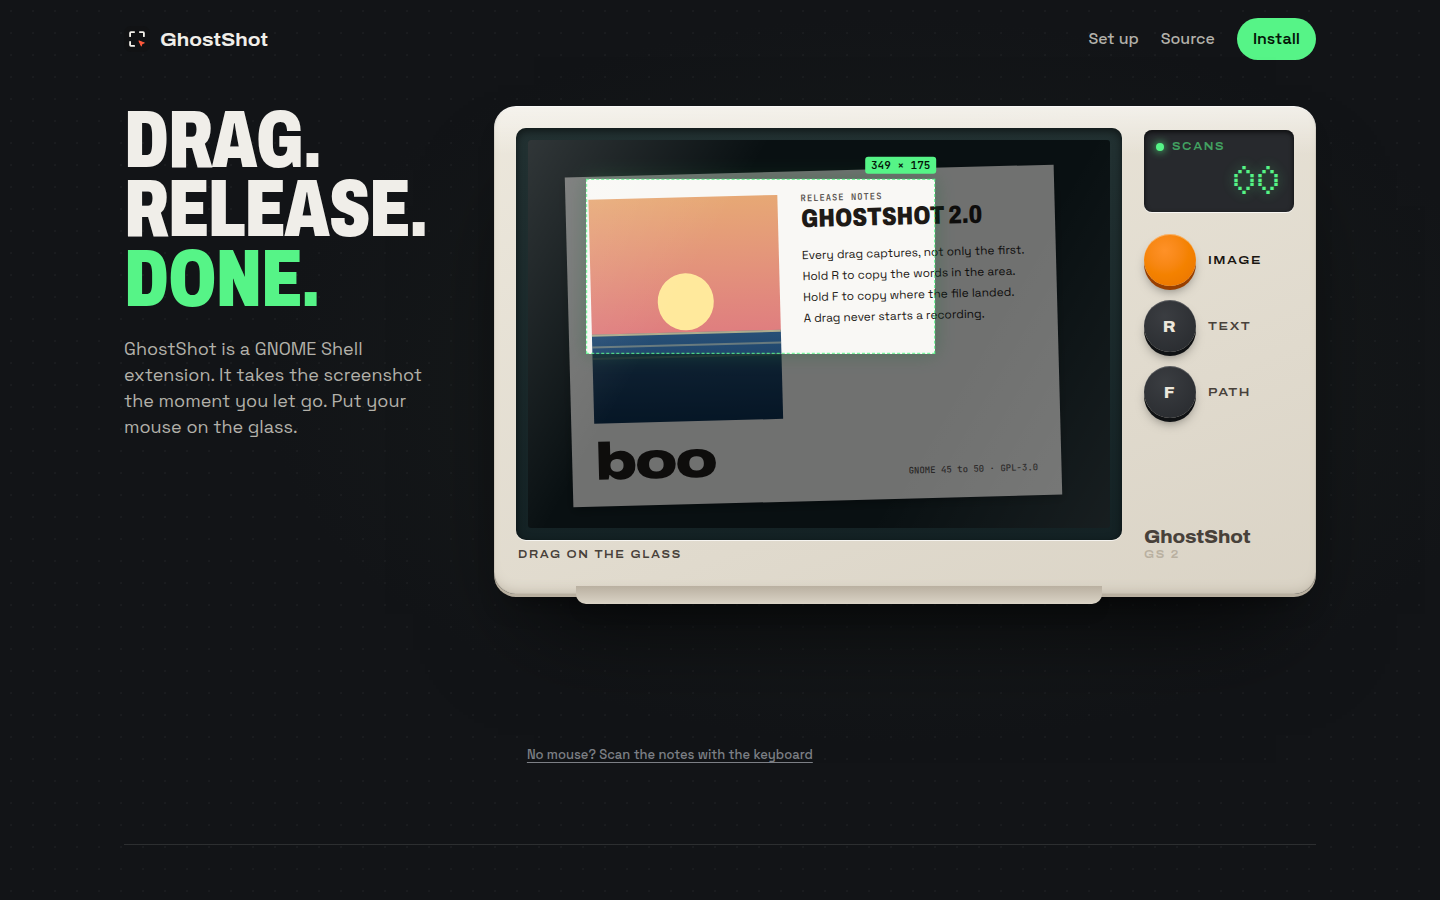 GhostShot
Set up
Source
Install
DRAG.
RELEASE.
DONE.
GhostShot is a GNOME Shell
extension. It takes the screenshot
the moment you let go. Put your
mouse on the glass.
349 × 175
RELEASE NOTES
GHOSTSHOT 2.0
Every drag captures, not only the first.
Hold R to copy the words in the area.
Hold F to copy where the file landed.
A drag never starts a recording.
boo
GNOME 45 to 50 · GPL-3.0
DRAG ON THE GLASS
SCANS
00
IMAGE
R
TEXT
F
PATH
GhostShot
GS 2
No mouse? Scan the notes with the keyboard